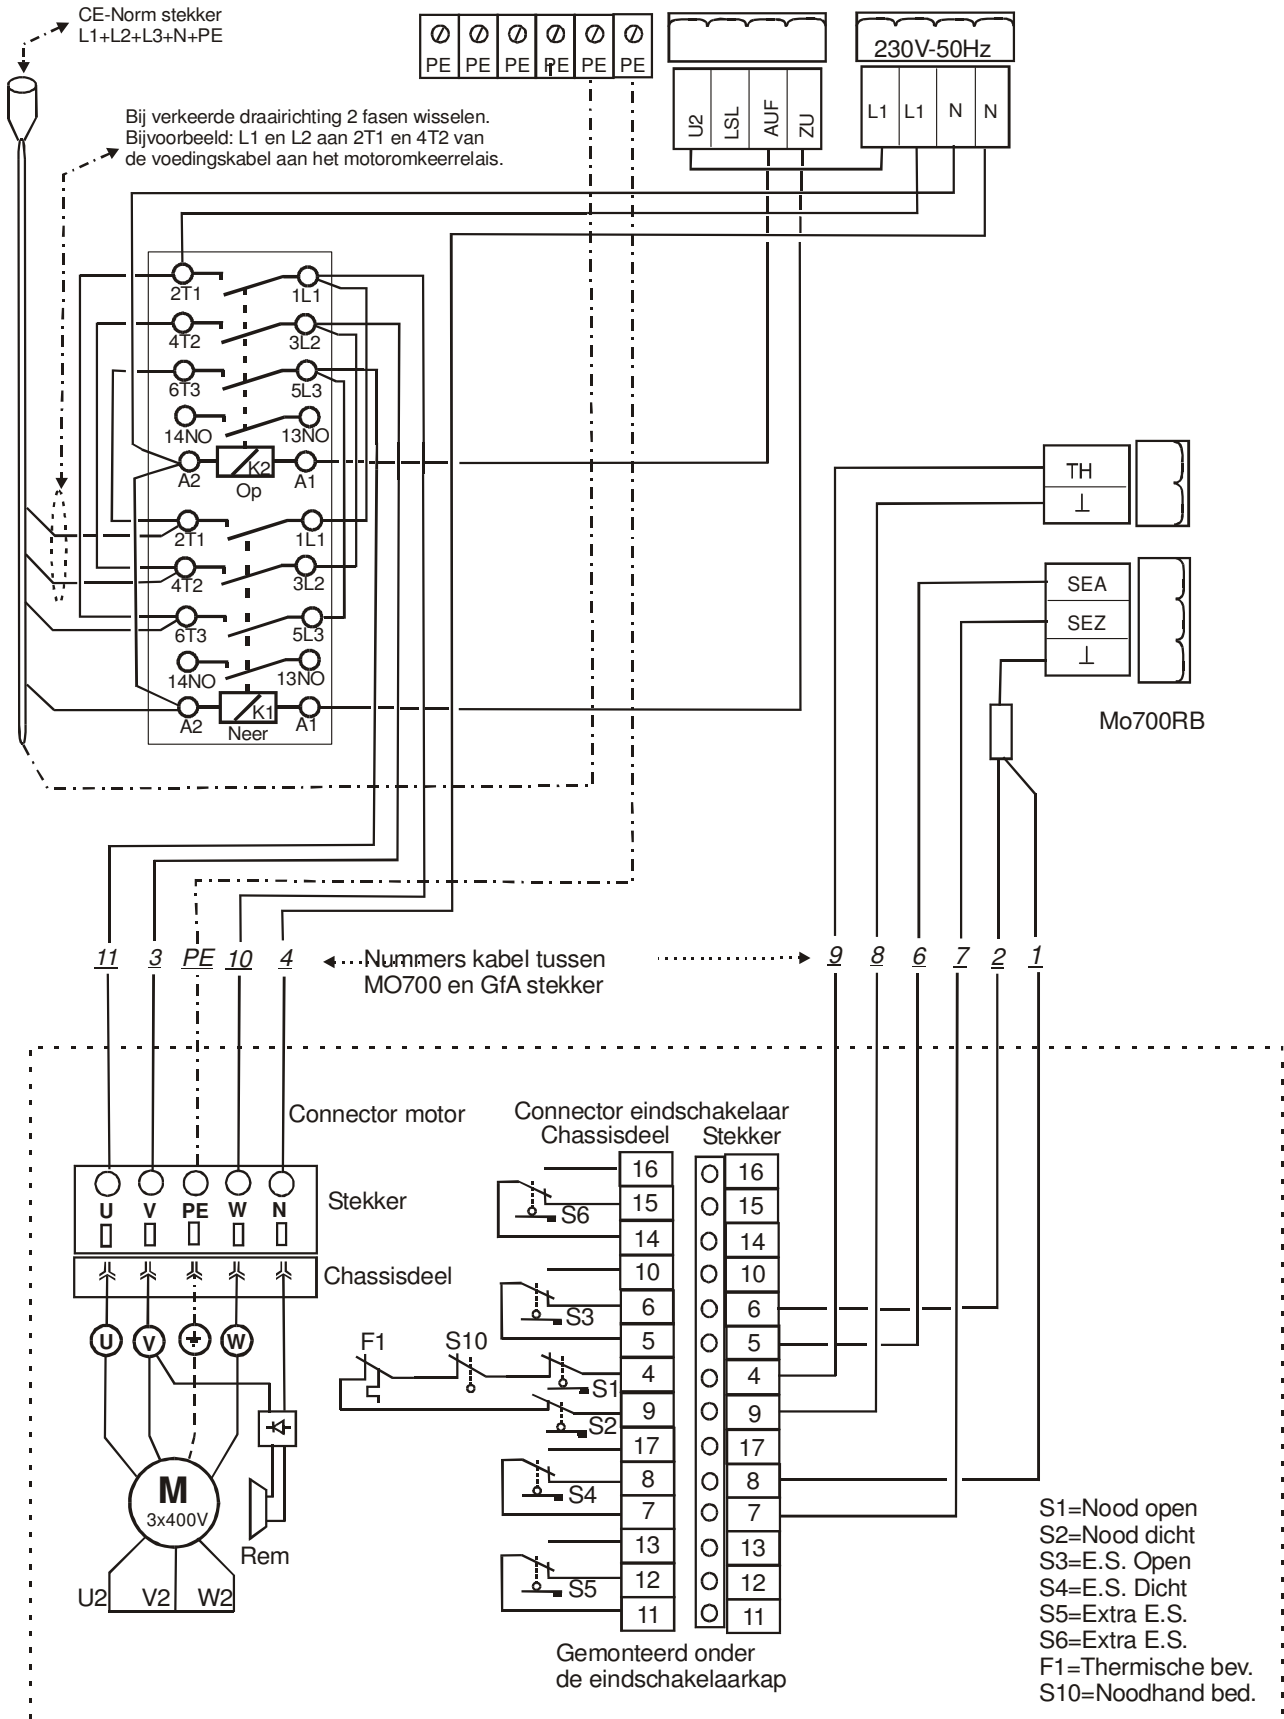 CE-Norm stekker
L1+L2+L3+N+PE
PE PE PE PE PE PE
230V-50Hz
U2 LSL AUF ZU
L1 L1 N N
Bij verkeerde draairichting 2 fasen wisselen.
Bijvoorbeeld: L1 en L2 aan 2T1 en 4T2 van
de voedingskabel aan het motoromkeerrelais.
2T1 1L1
4T2 3L2
6T3 5L3
14NO 13NO
K2
A2 A1
Op
2T1 1L1
4T2 3L2
6T3 5L3
14NO 13NO
K1
A2 A1
Neer
TH
⊥
SEA
SEZ
⊥
Mo700RB
11 3 PE 10 4
Nummers kabel tussen
MO700 en GfA stekker
9 8 6 7 2 1
Connector motor
Connector eindschakelaar
Chassisdeel Stekker
U V PE W N
Stekker
Chassisdeel
U V W
M
3x400V
Rem
U2 V2 W2
16 16
S6 15 15
14 14
10 10
S3 6 6
5 5
F1 S10
S1 4 4
S2 9 9
17 17
S4 8 8
7 7
13 13
S5 12 12
11 11
Gemonteerd onder
de eindschakelaarkap
S1=Nood open
S2=Nood dicht
S3=E.S. Open
S4=E.S. Dicht
S5=Extra E.S.
S6=Extra E.S.
F1=Thermische bev.
S10=Noodhand bed.